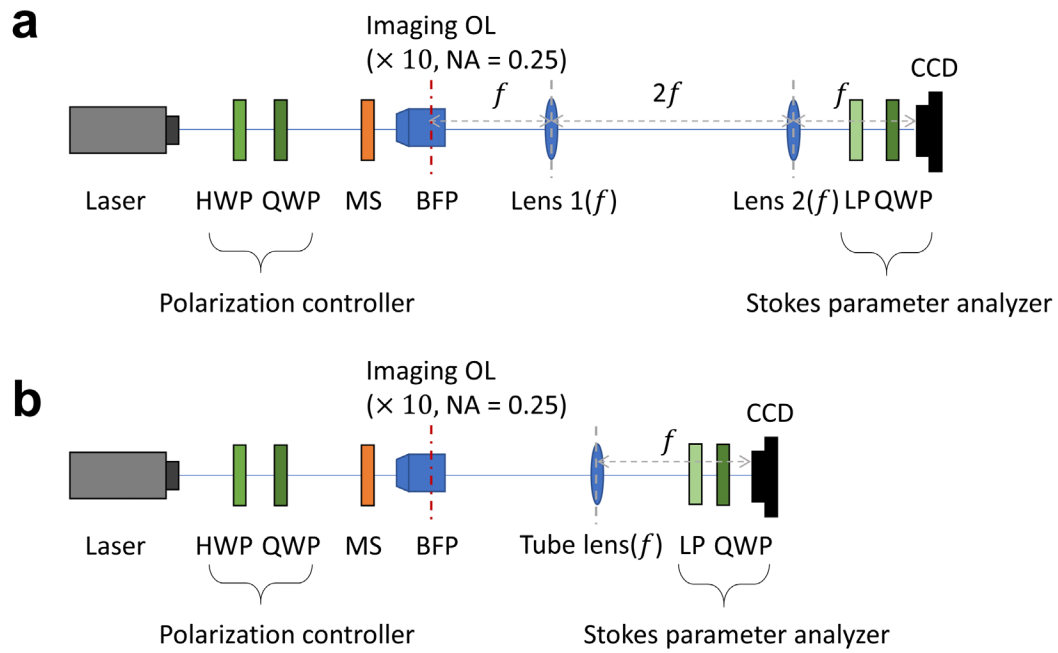 a
Imaging OL
(× 10, NA = 0.25)
CCD
f
2f
f
Laser
HWP
QWP
MS
BFP
Lens 1(f)
Lens 2(f)
LP
QWP
Polarization controller
Stokes parameter analyzer
b
Imaging OL
(× 10, NA = 0.25)
CCD
f
Laser
HWP
QWP
MS
BFP
Tube lens(f)
LP
QWP
Polarization controller
Stokes parameter analyzer